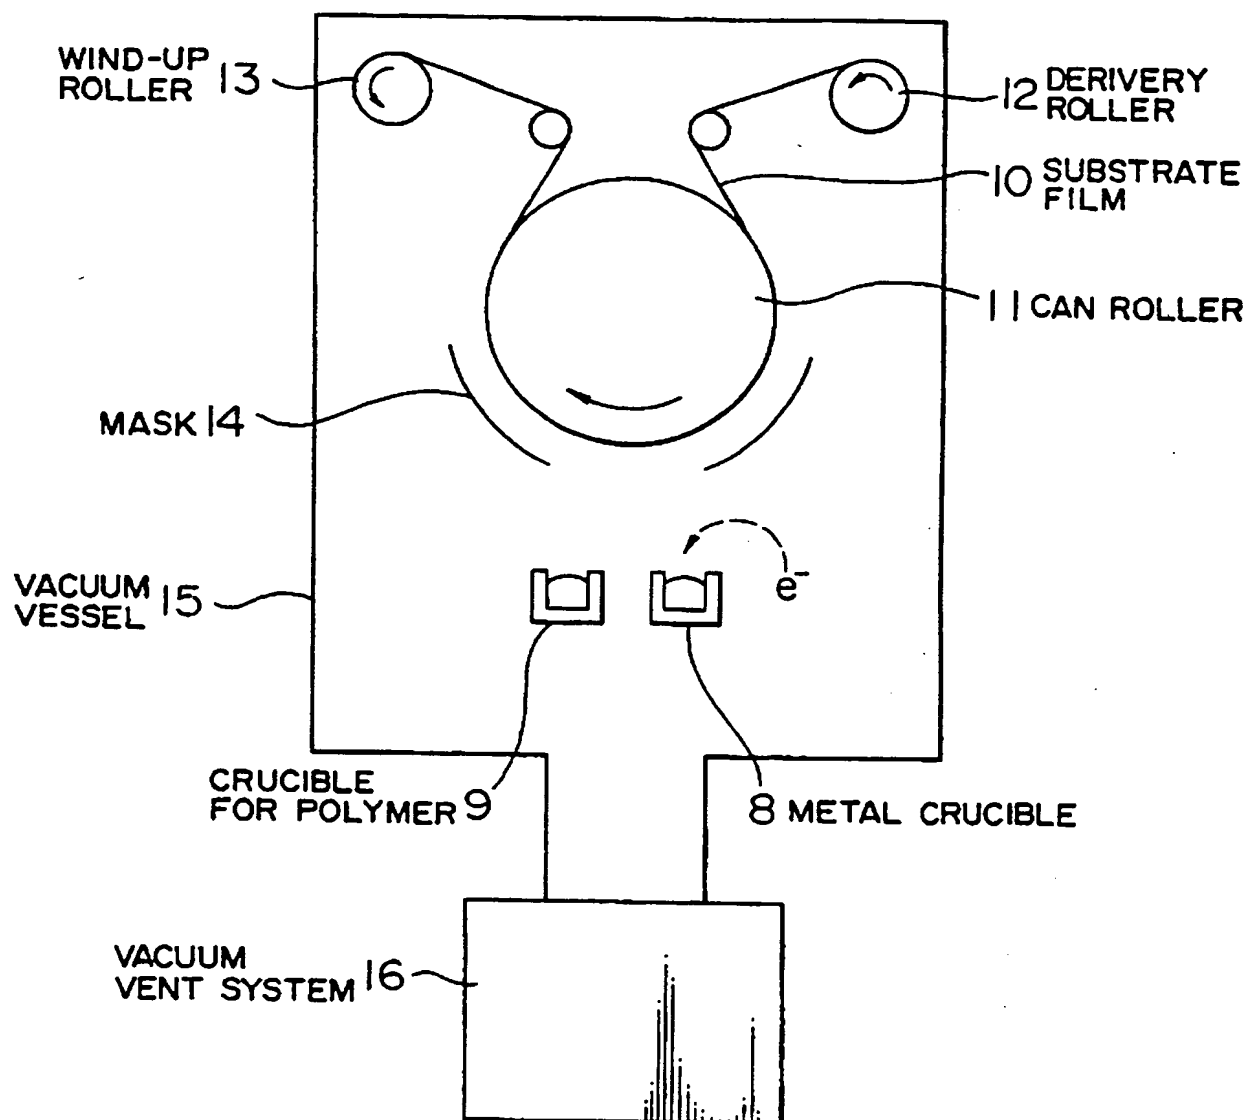 WIND-UP
ROLLER 13
12 DERIVERY
ROLLER
10 SUBSTRATE
FILM
11 CAN ROLLER
MASK 14
e-
VACUUM
VESSEL 15
CRUCIBLE
FOR POLYMER 9
8 METAL CRUCIBLE
VACUUM
VENT SYSTEM 16